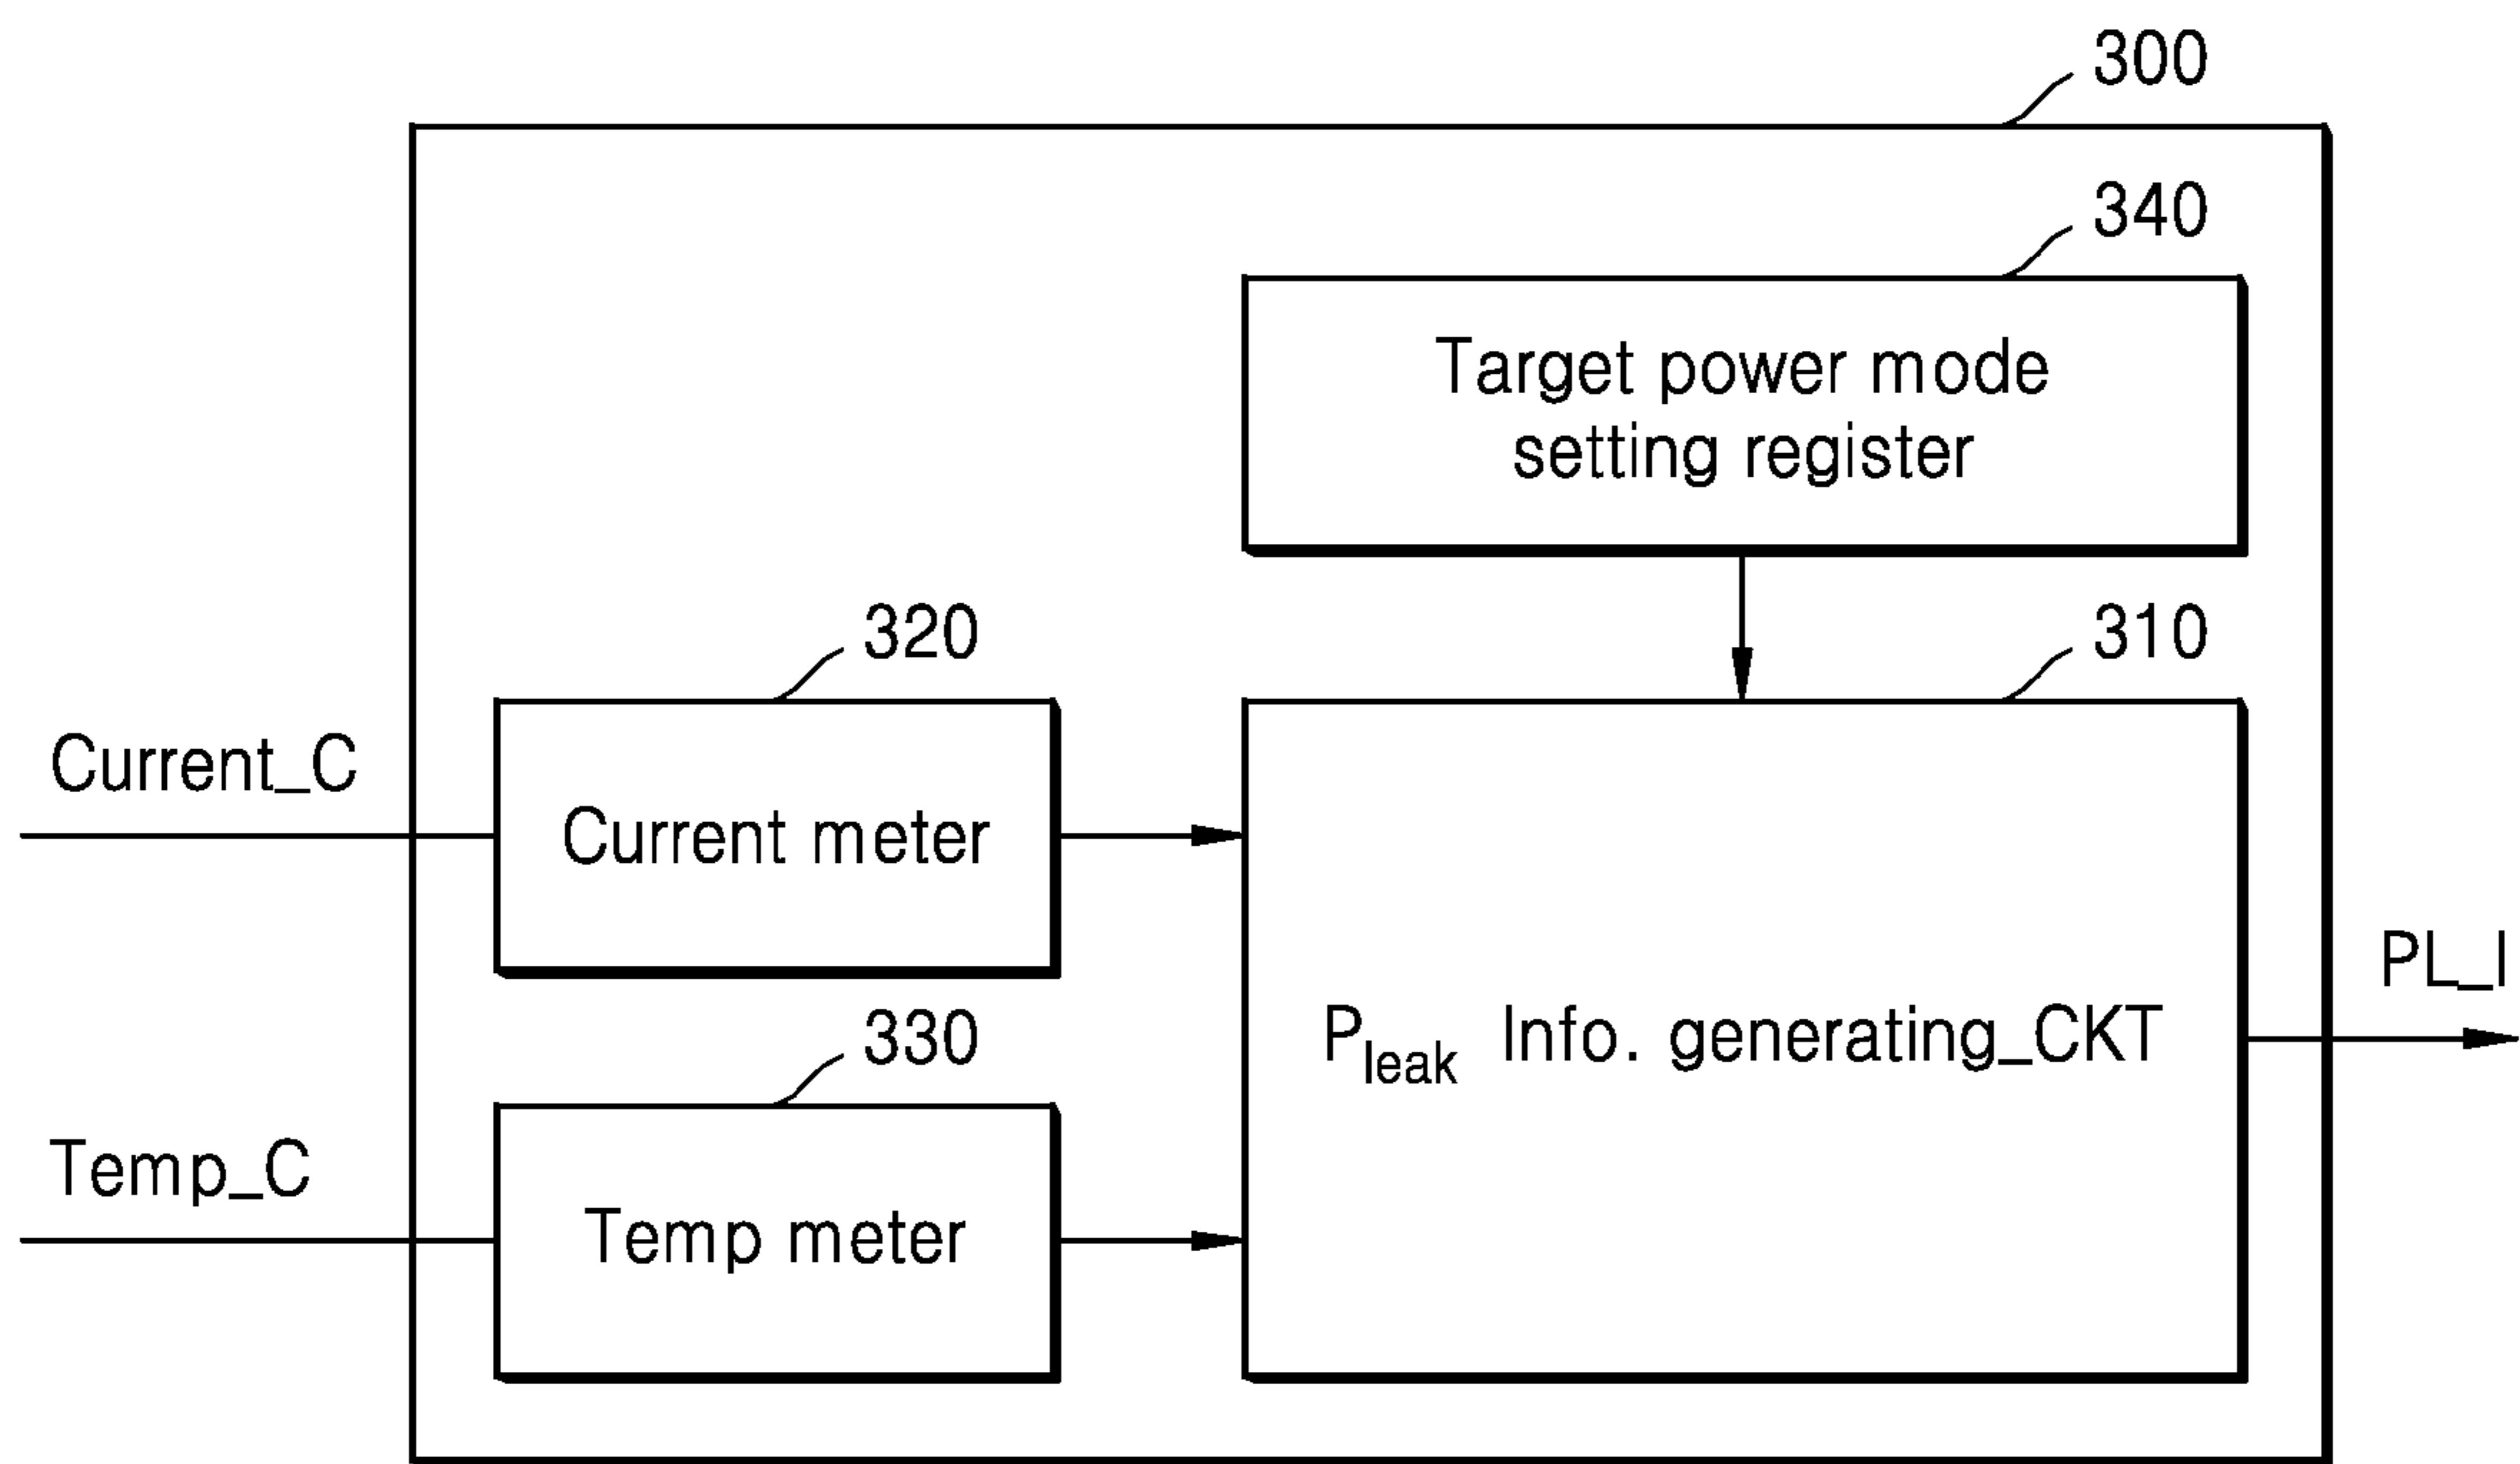 300
340
Target power mode
setting register
320
310
Current_C
Current meter
PL_I
Pleak Info. generating_CKT
330
Temp_C
Temp meter